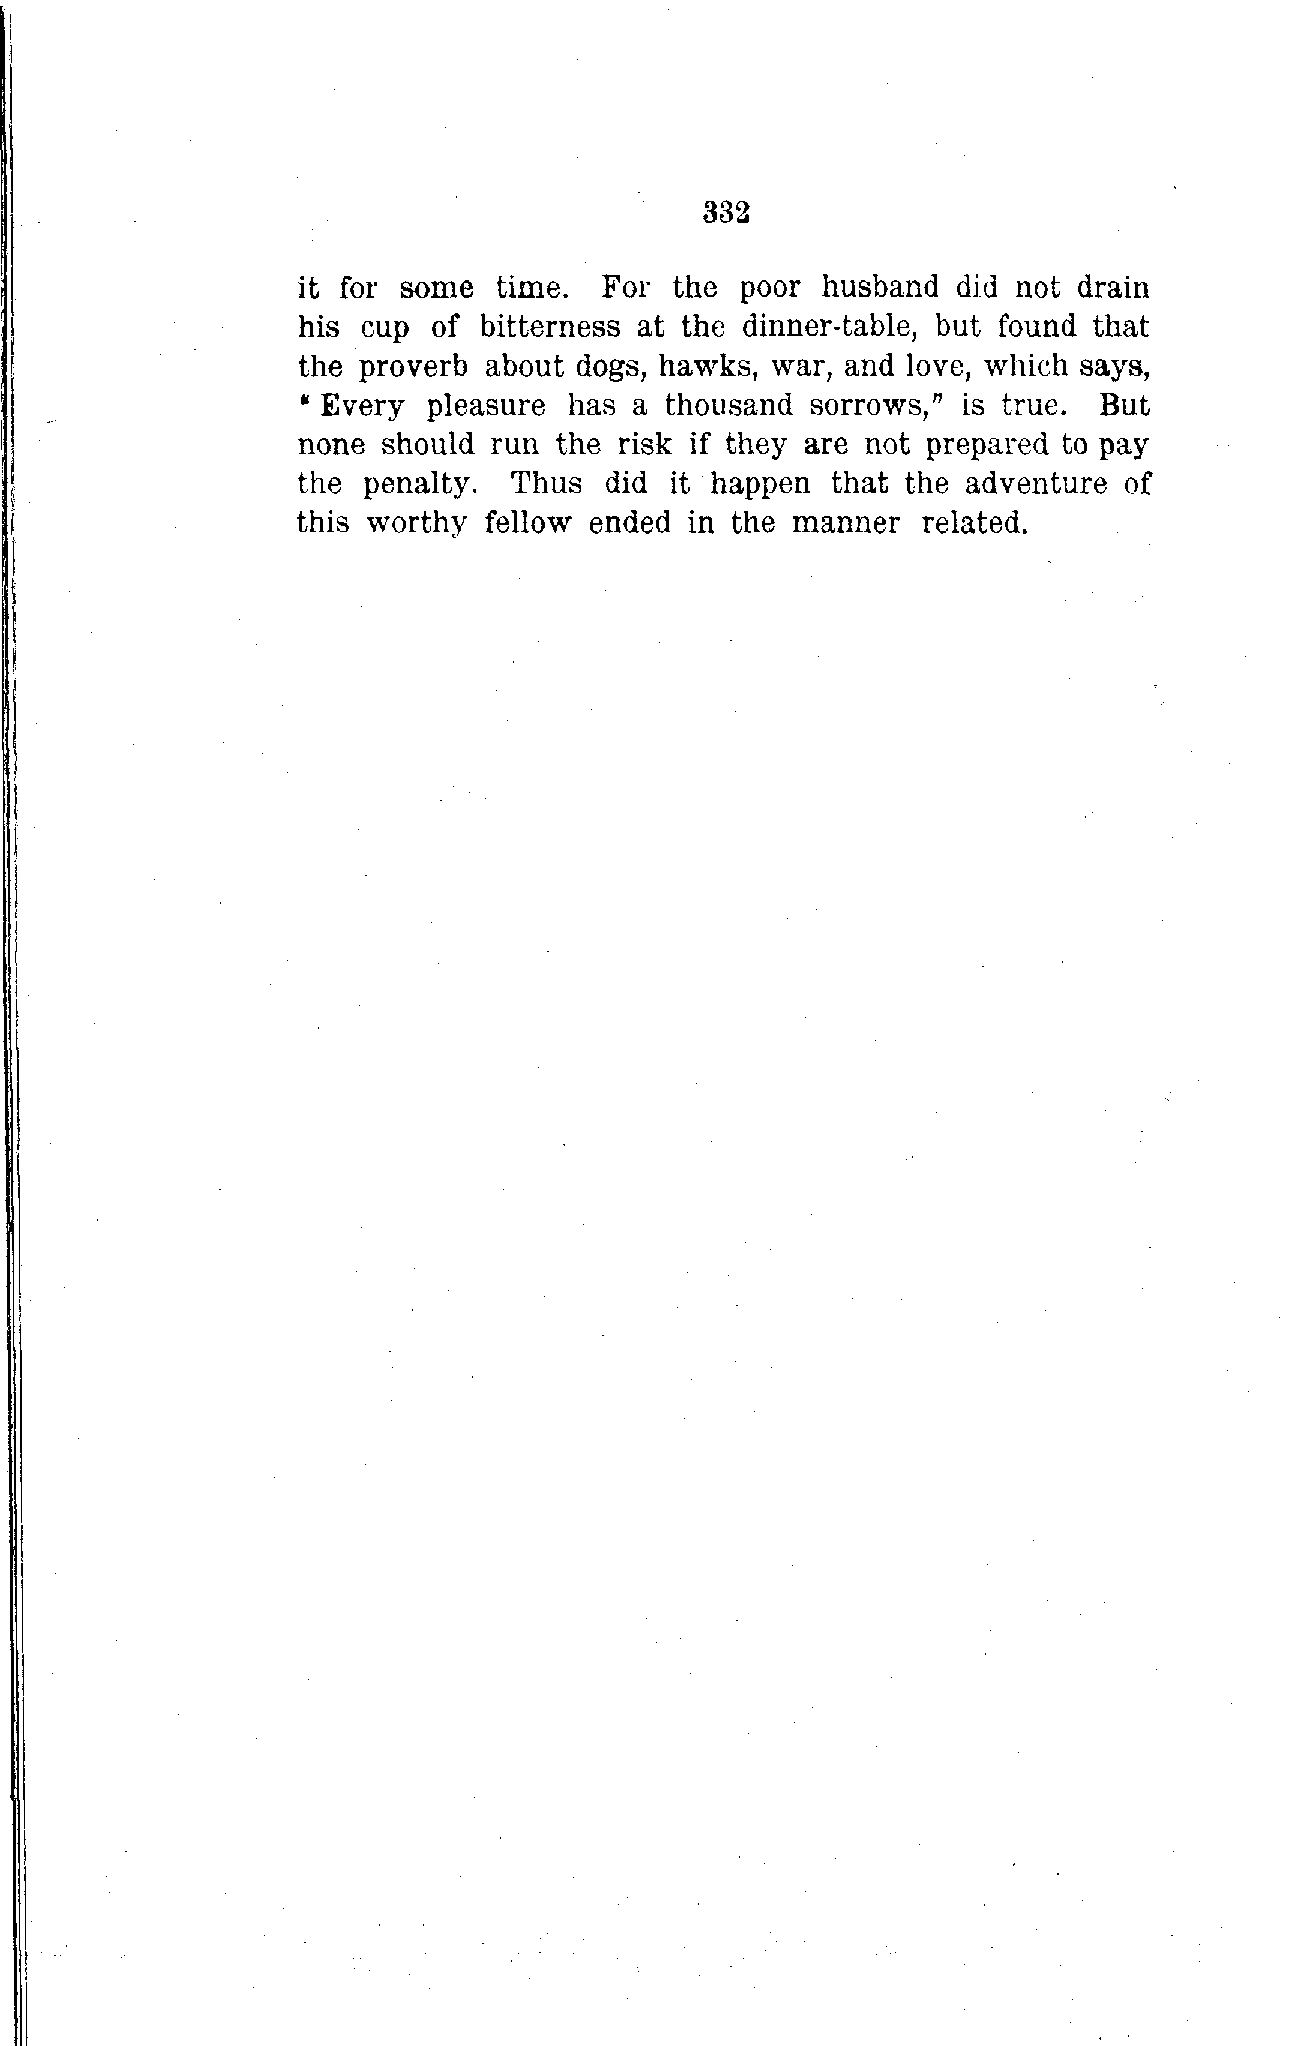 332
it for some time. For the poor husband did not drain
his cup of bitterness at the dinner-table, but found that
the proverb about dogs, hawks, war, and love, which says,
" Every pleasure has a thousand sorrows," is true. But
none should run the risk if they are not prepared to pay
the penalty. Thus did it happen that the adventure of
this worthy fellow ended in the manner related.